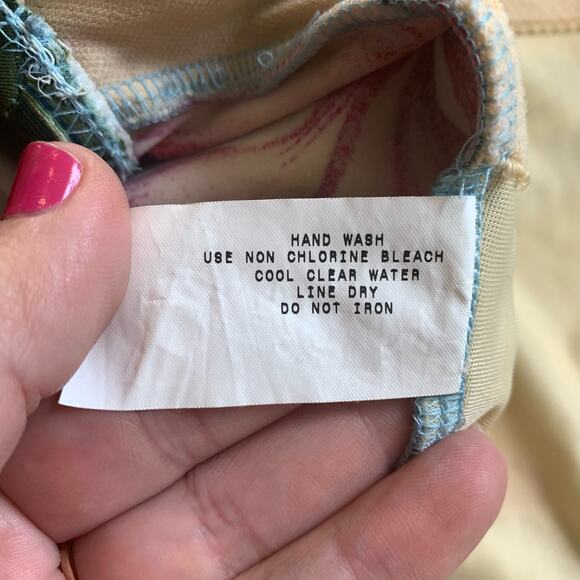 HAND WASH
USE NON CHLORINE BLEACH
COOL CLEAR WATER
LINE DRY
DO NOT IRON